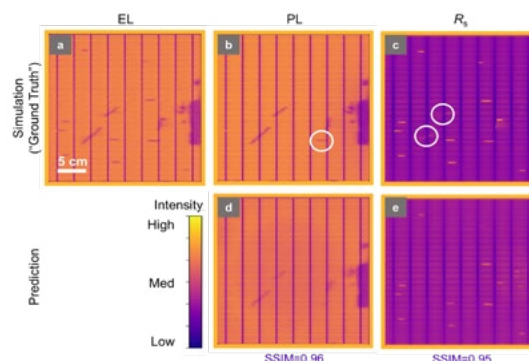 EL PL Rs
Simulation
("Ground Truth")
a b c
5 cm
Prediction
Intensity
High
Med
Low
d e
SSIM=0.96 SSIM=0.95